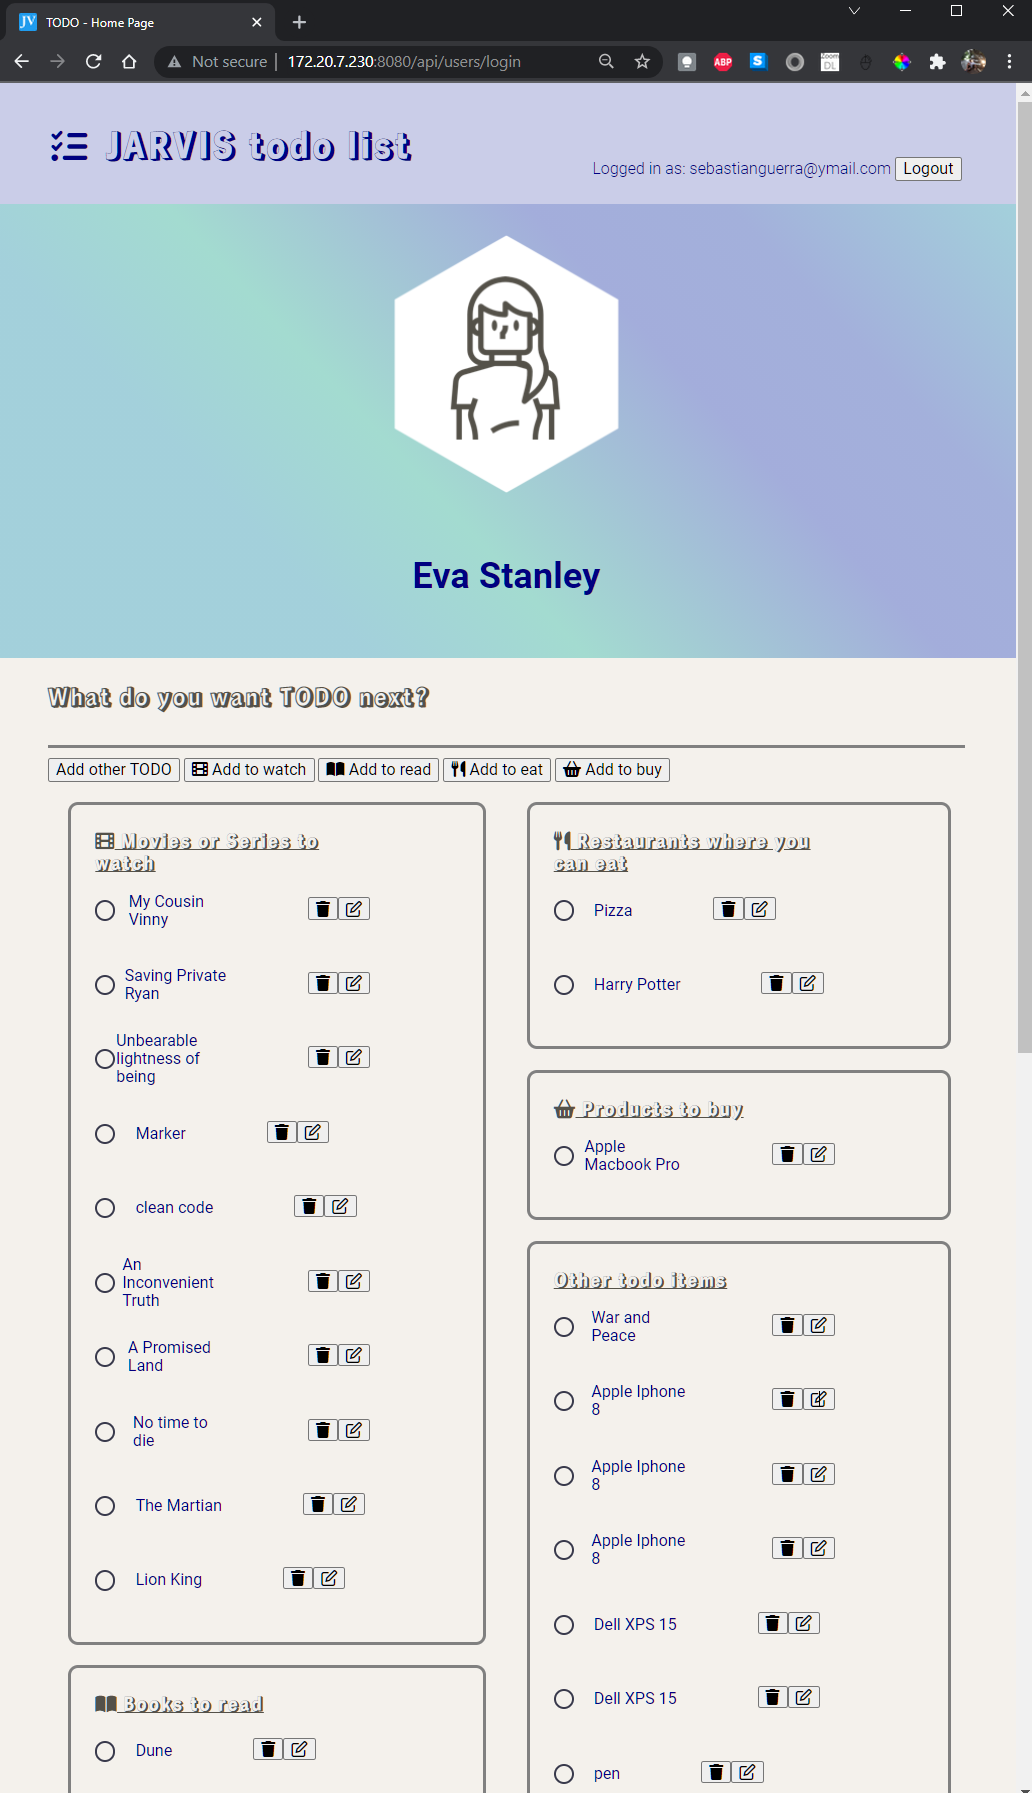 JV TODO - Home Page
Not secure | 172.20.7.230:8080/api/users/login
ABP
S
zoom
DL
JARVIS todo list
Logged in as: sebastianguerra@ymail.com Logout
Eva Stanley
What do you want TODO next?
Add other TODO Add to watch Add to read Add to eat Add to buy
Movies or Series to
watch
My Cousin
Vinny
Saving Private
Ryan
Unbearable
lightness of
being
Marker
clean code
An
Inconvenient
Truth
A Promised
Land
No time to
die
The Martian
Lion King
Books to read
Dune
Restaurants where you
can eat
Pizza
Harry Potter
Products to buy
Apple
Macbook Pro
Other todo items
War and
Peace
Apple Iphone
8
Apple Iphone
8
Apple Iphone
8
Dell XPS 15
Dell XPS 15
pen